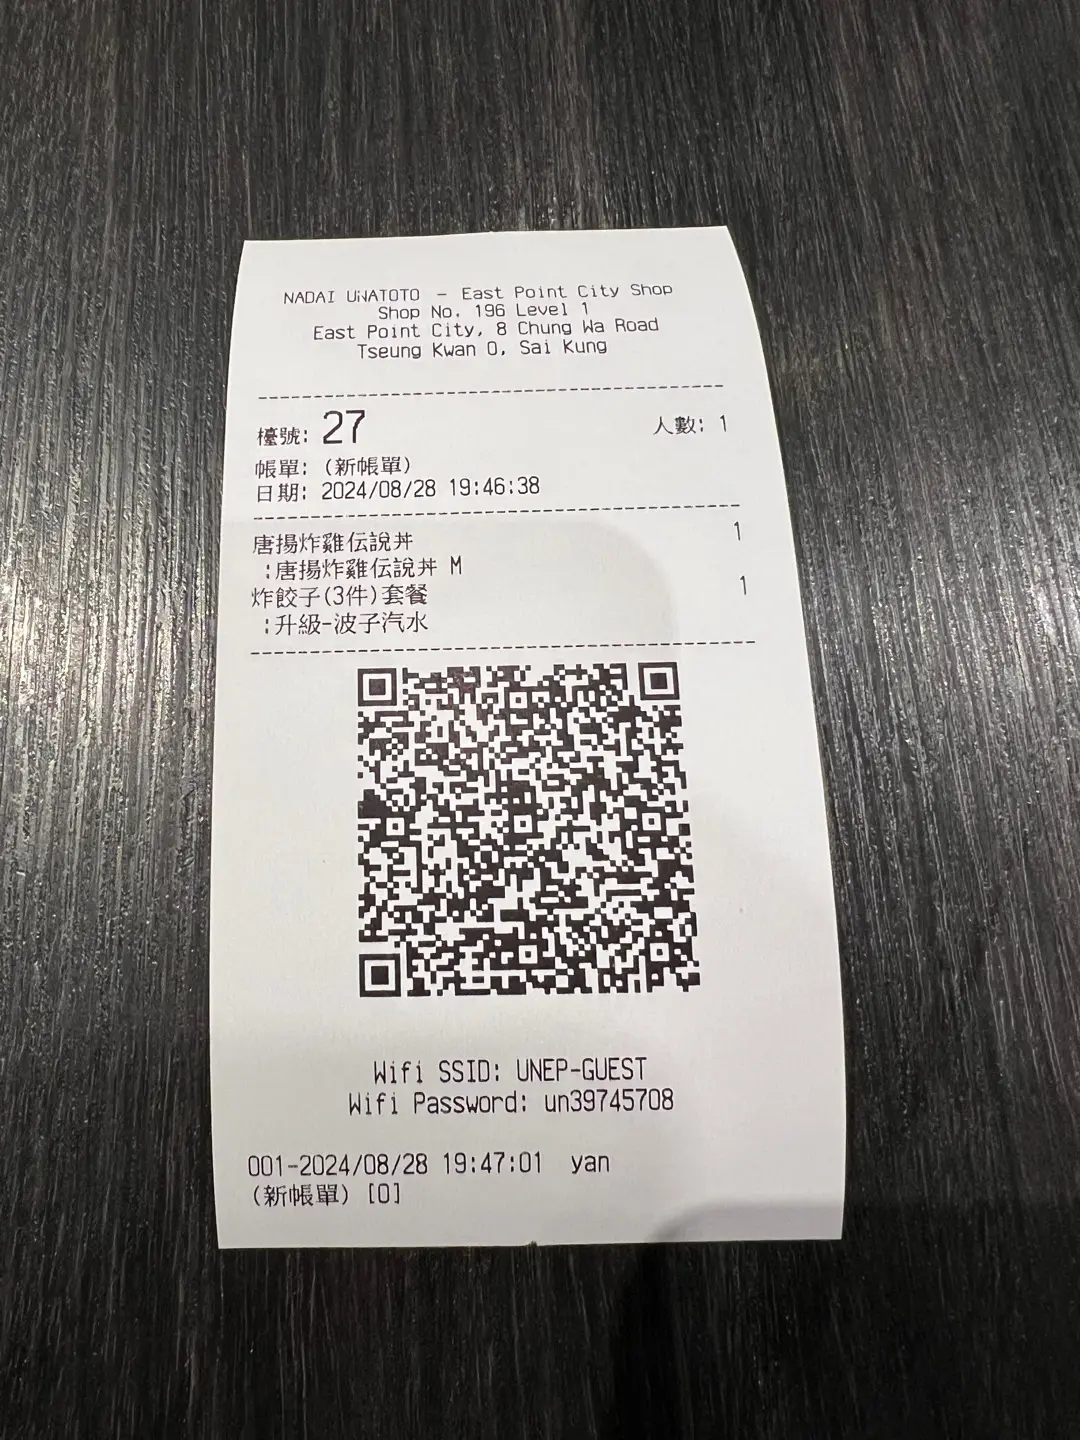 NADAI UNATOTO - East Point City Shop
Shop No. 196 Level 1
East Point City, 8 Chung Wa Road
Tseung Kwan O, Sai Kung
檯號: 27 人數: 1
帳單: (新帳單)
日期: 2024/08/28 19:46:38
唐揚炸雞伝說丼 1
:唐揚炸雞伝說丼 M
炸餃子(3件)套餐 1
:升級-波子汽水
Wifi SSID: UNEP-GUEST
Wifi Password: un39745708
001-2024/08/28 19:47:01 yan
(新帳單) [0]